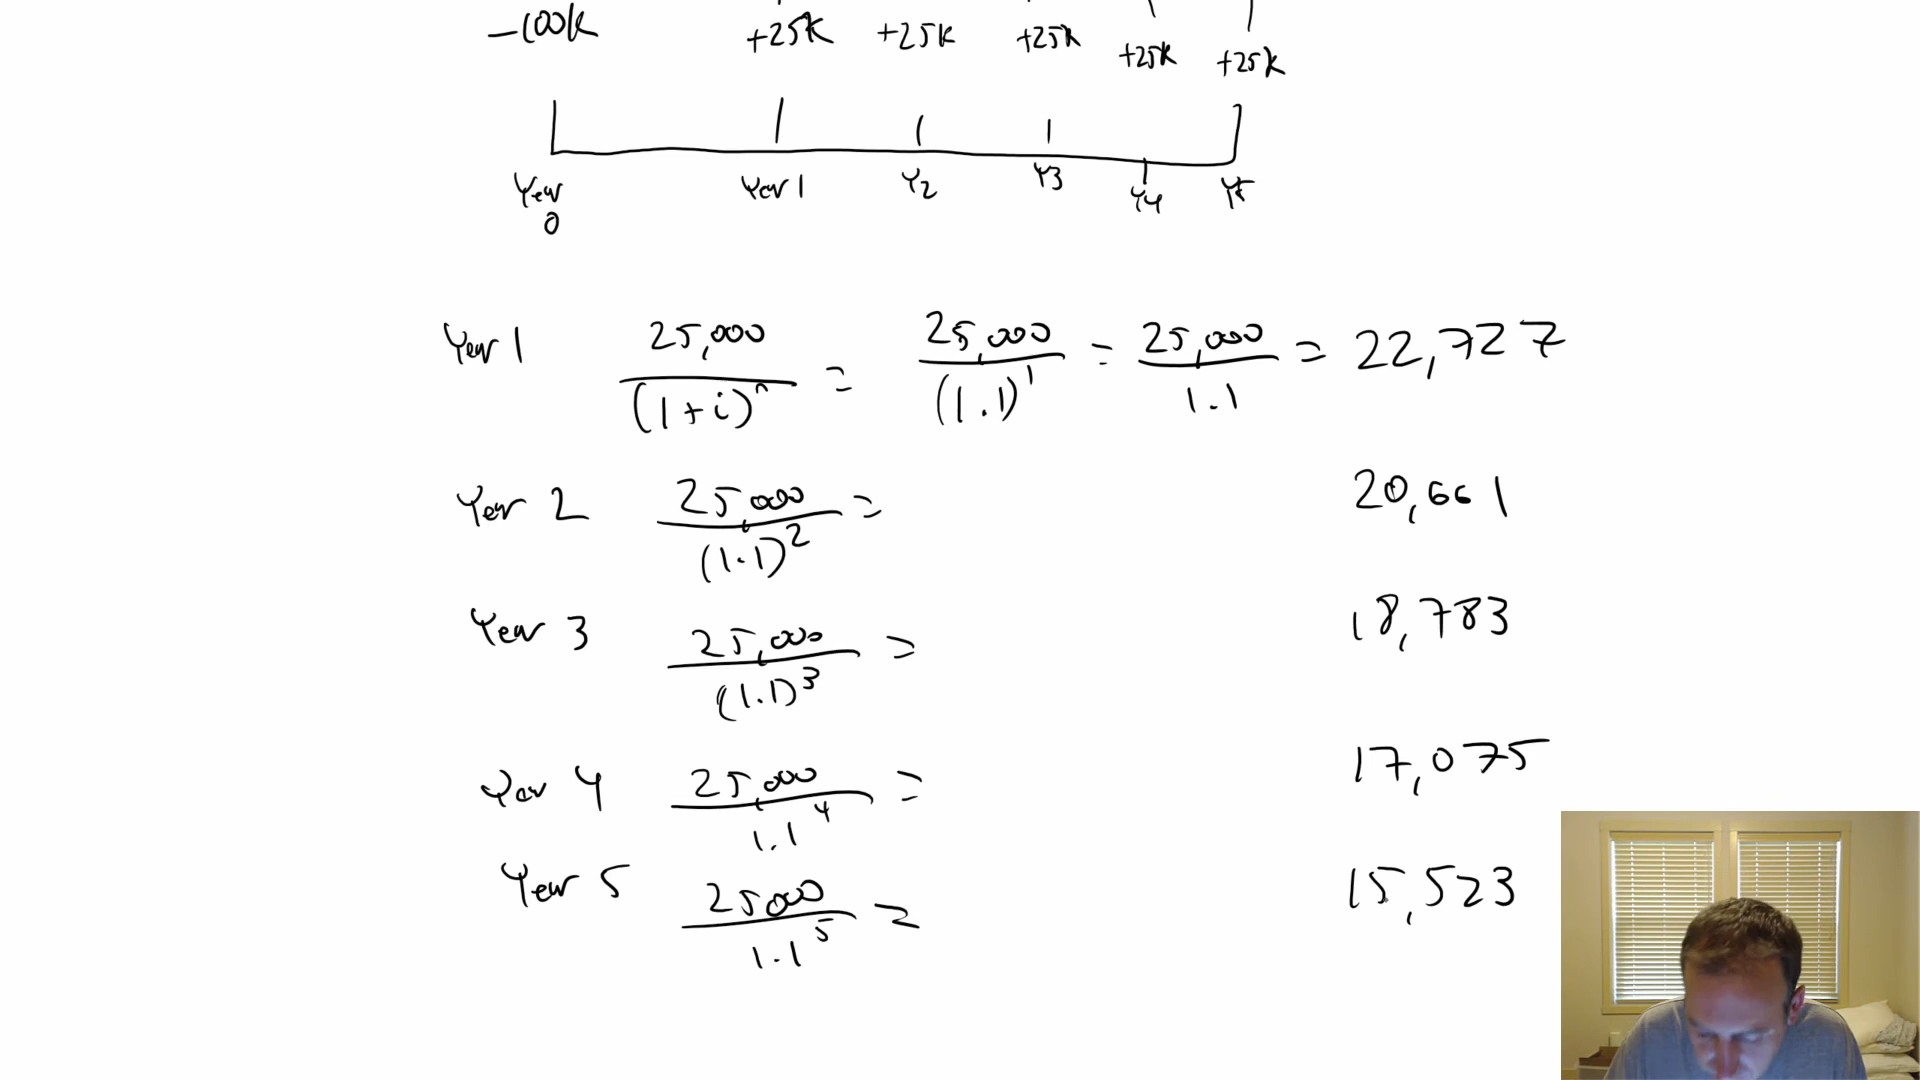 -100k +25k +25k +25k +25k +25k
Year 0 Year 1 Y2 Y3 Y4 Y5
Year 1 25,000/(1+i)^n = 25,000/(1.1)^1 = 25,000/1.1 = 22,727
Year 2 25,000/(1.1)^2 = 20,661
Year 3 25,000/(1.1)^3 = 18,783
Year 4 25,000/1.1^4 = 17,075
Year 5 25000/1.1^5 = 15,523